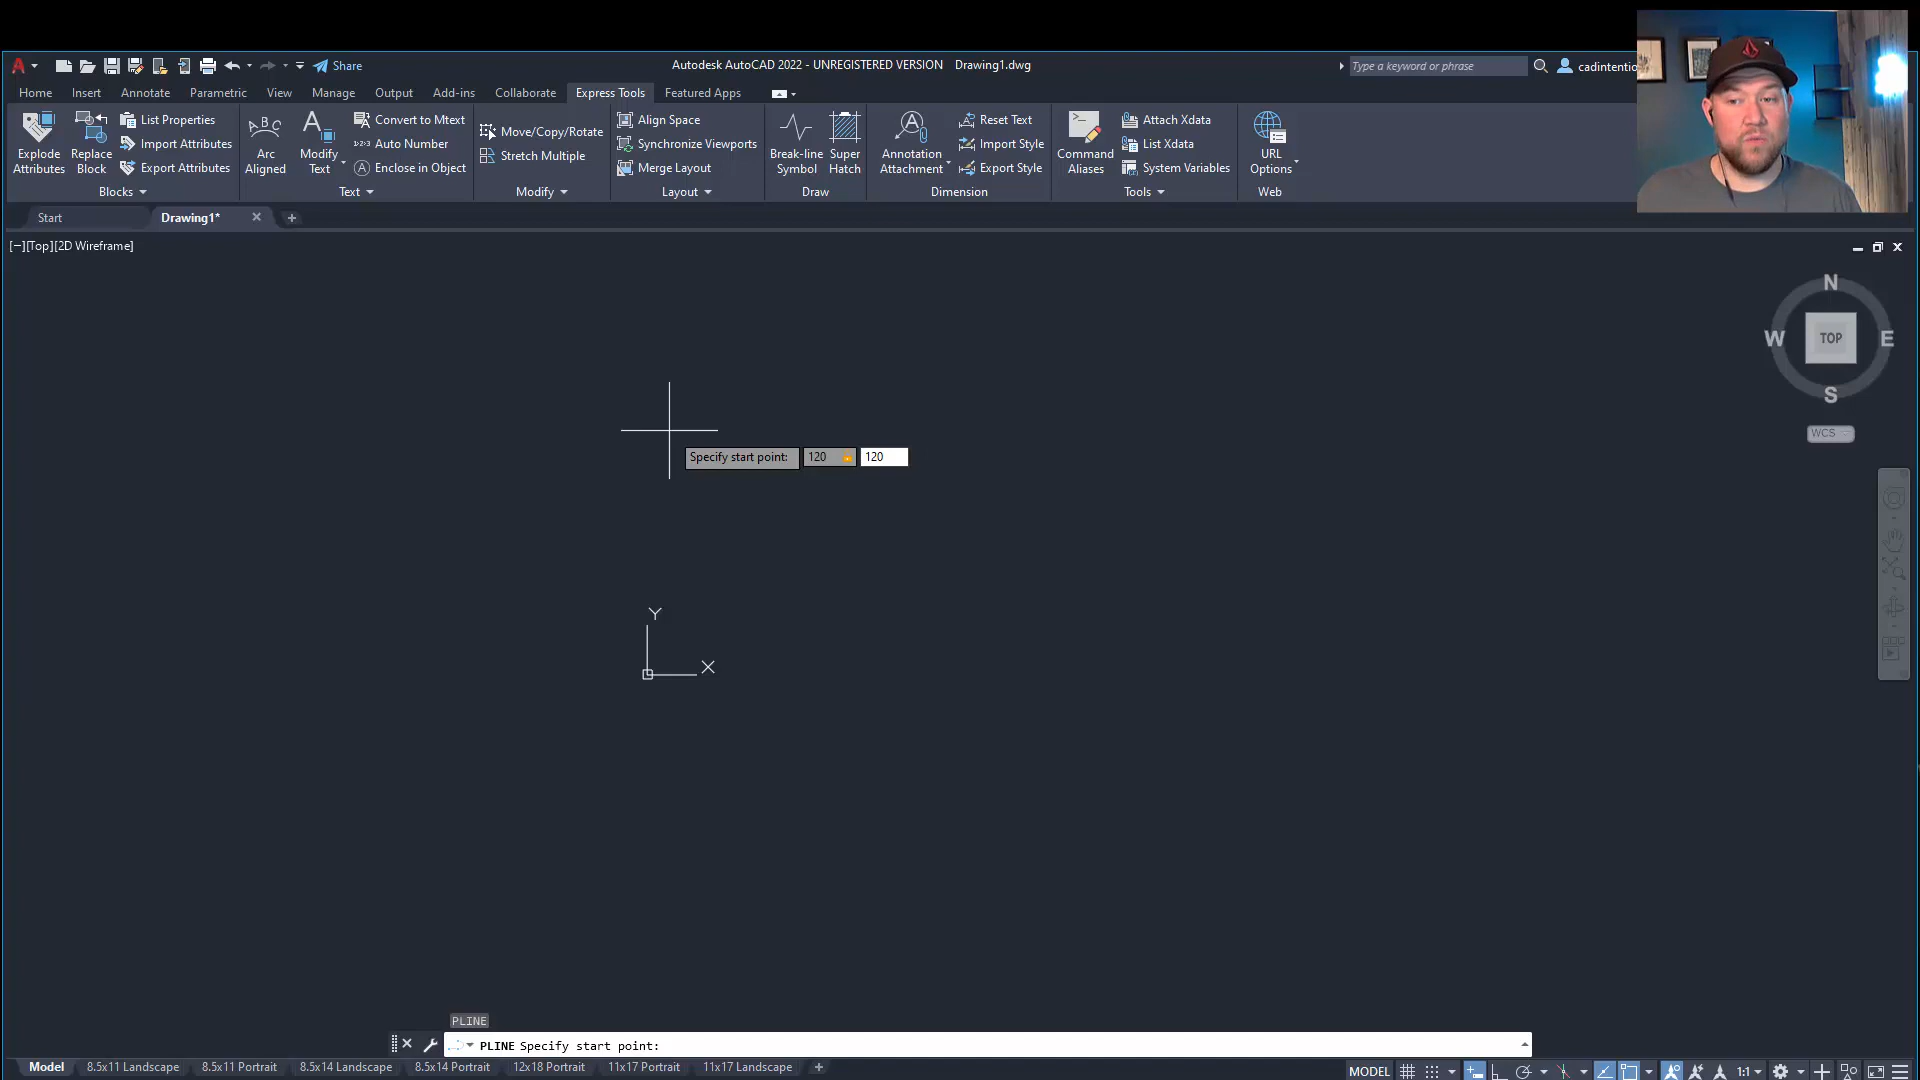 Share
Autodesk AutoCAD 2022 - UNREGISTERED VERSION Drawing1.dwg
Type a keyword or phrase
cadintentio
Home Insert Annotate Parametric View Manage Output Add-ins Collaborate Express Tools Featured Apps
Explode Attributes
Replace Block
List Properties
Import Attributes
Export Attributes
Blocks
ABC
Arc Aligned
A
Modify Text
Convert to Mtext
1-2-3 Auto Number
A Enclose in Object
Text
Move/Copy/Rotate
Stretch Multiple
Modify
Align Space
Synchronize Viewports
Merge Layout
Layout
Break-line Symbol
Super Hatch
Draw
Annotation Attachment
Reset Text
Import Style
Export Style
Dimension
Command Aliases
Attach Xdata
List Xdata
System Variables
Tools
URL Options
Web
Start
Drawing1*
[−][Top][2D Wireframe]
N
W TOP E
S
WCS
Specify start point: 120 120
Y
X
PLINE
PLINE Specify start point:
Model 8.5x11 Landscape 8.5x11 Portrait 8.5x14 Landscape 8.5x14 Portrait 12x18 Portrait 11x17 Portrait 11x17 Landscape
MODEL 1:1